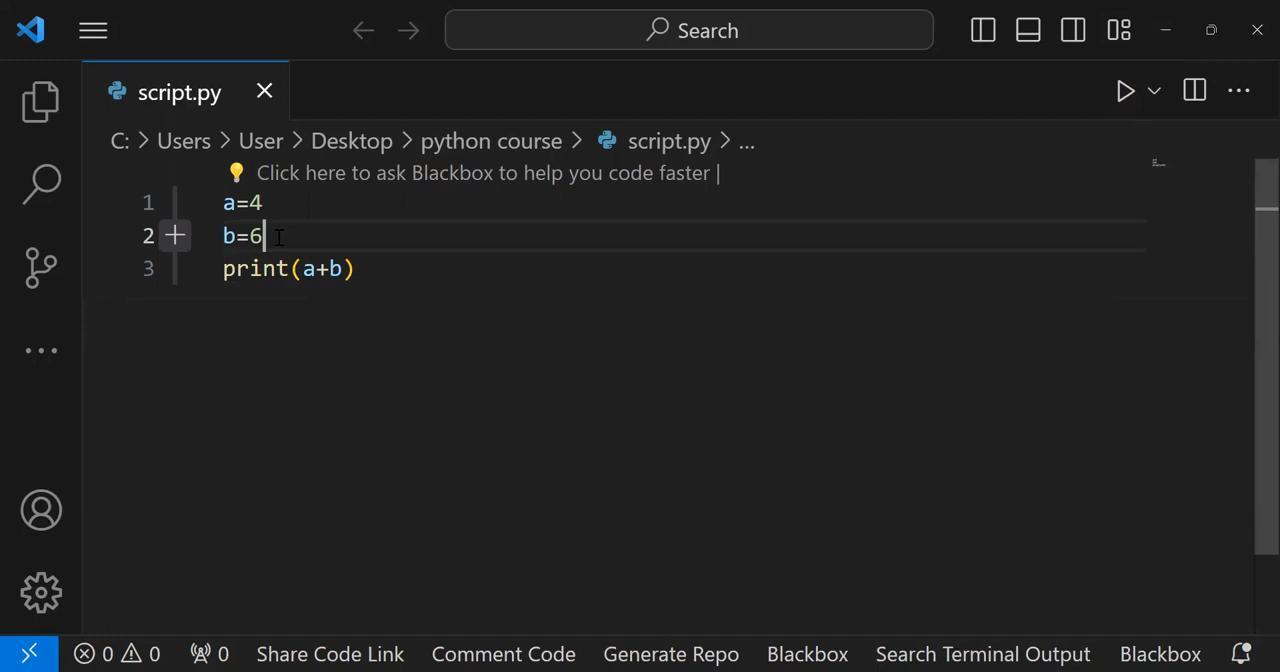 Search
script.py
C: > Users > User > Desktop > python course > script.py > ...
Click here to ask Blackbox to help you code faster |
1 a=4
2 b=6
3 print(a+b)
0 0 0 Share Code Link Comment Code Generate Repo Blackbox Search Terminal Output Blackbox